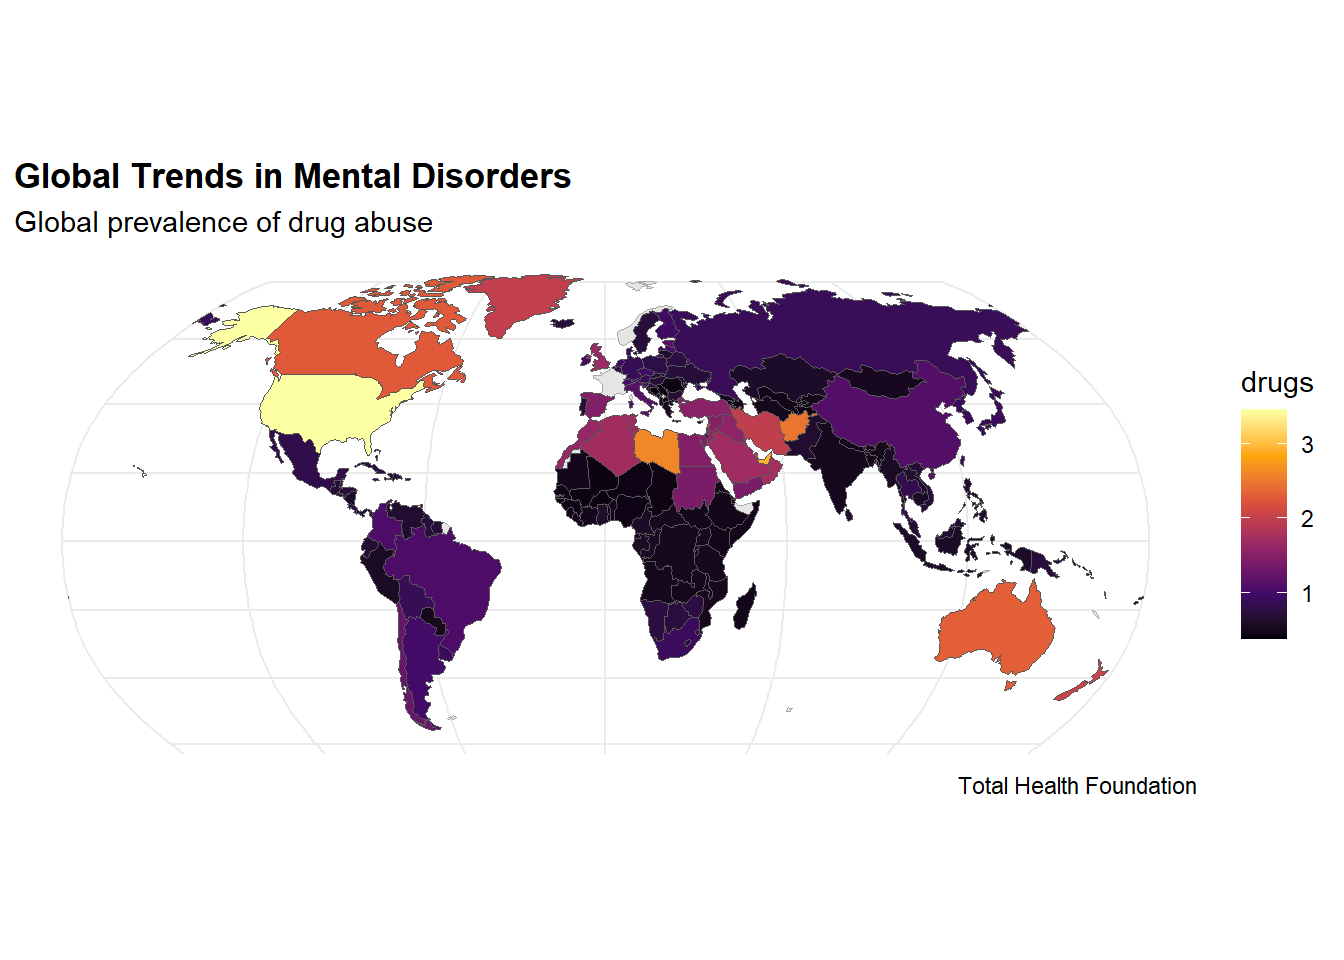 Global Trends in Mental Disorders
Global prevalence of drug abuse
drugs
3
2
1
Total Health Foundation